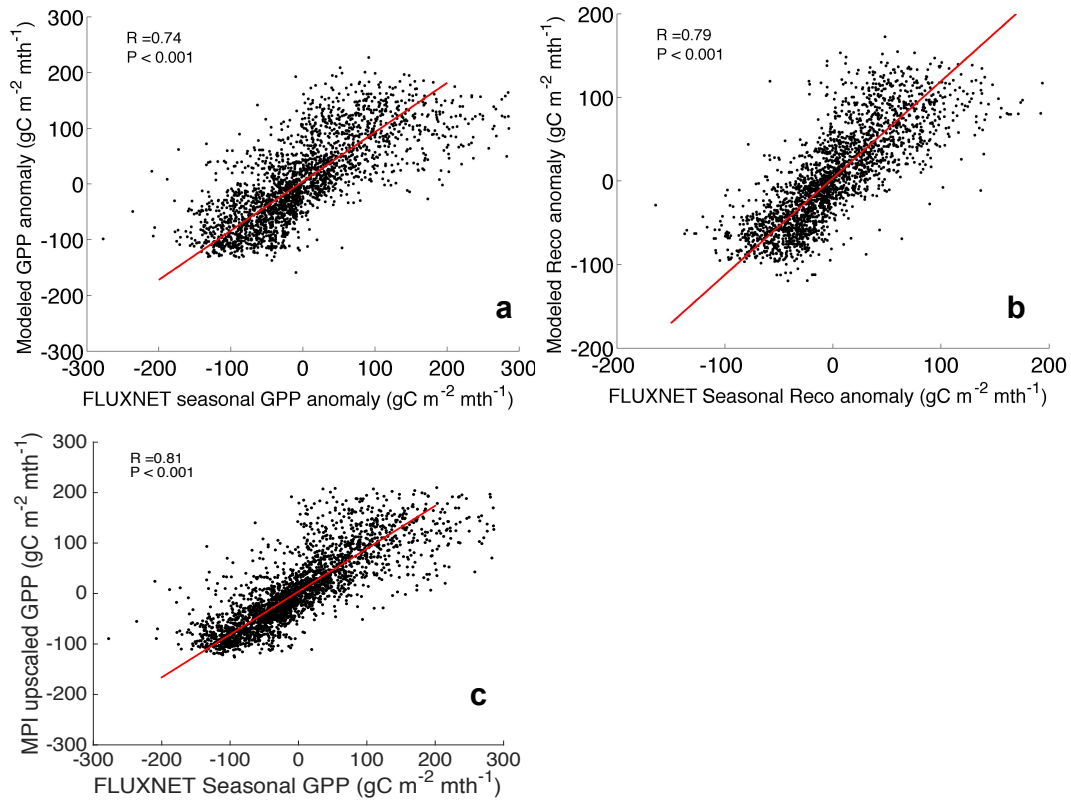 R =0.74
P < 0.001
Modeled GPP anomaly (gC m⁻² mth⁻¹)
300
200
100
0
-100
-200
-300
a
-300 -200 -100 0 100 200 300
FLUXNET seasonal GPP anomaly (gC m⁻² mth⁻¹)
R =0.79
P < 0.001
Modeled Reco anomaly (gC m⁻² mth⁻¹)
200
100
0
-100
-200
b
-200 -100 0 100 200
FLUXNET Seasonal Reco anomaly (gC m⁻² mth⁻¹)
R =0.81
P < 0.001
MPI upscaled GPP (gC m⁻² mth⁻¹)
300
200
100
0
-100
-200
-300
c
-300 -200 -100 0 100 200 300
FLUXNET Seasonal GPP (gC m⁻² mth⁻¹)